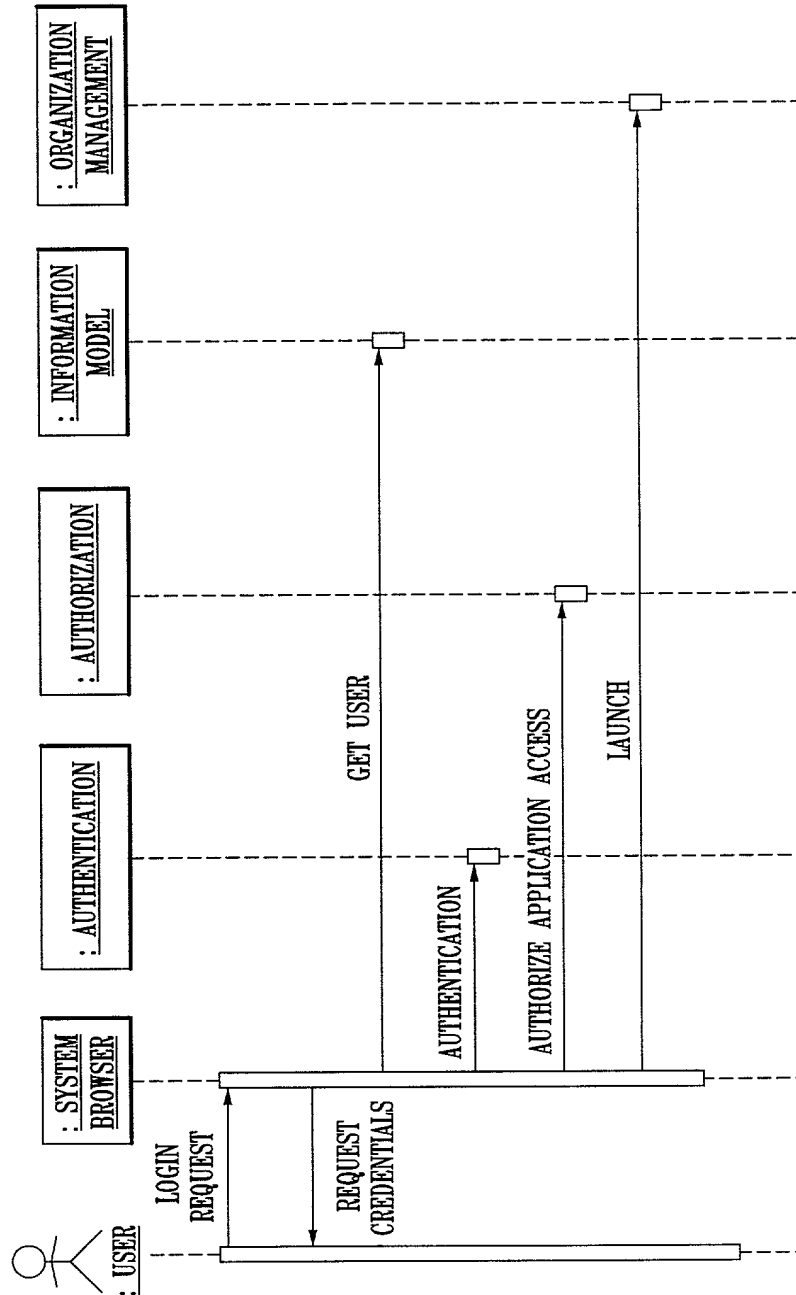 : USER
: SYSTEM
BROWSER
: AUTHENTICATION
: AUTHORIZATION
: INFORMATION
MODEL
: ORGANIZATION
MANAGEMENT
LOGIN
REQUEST
REQUEST
CREDENTIALS
GET USER
AUTHENTICATION
AUTHORIZE APPLICATION ACCESS
LAUNCH